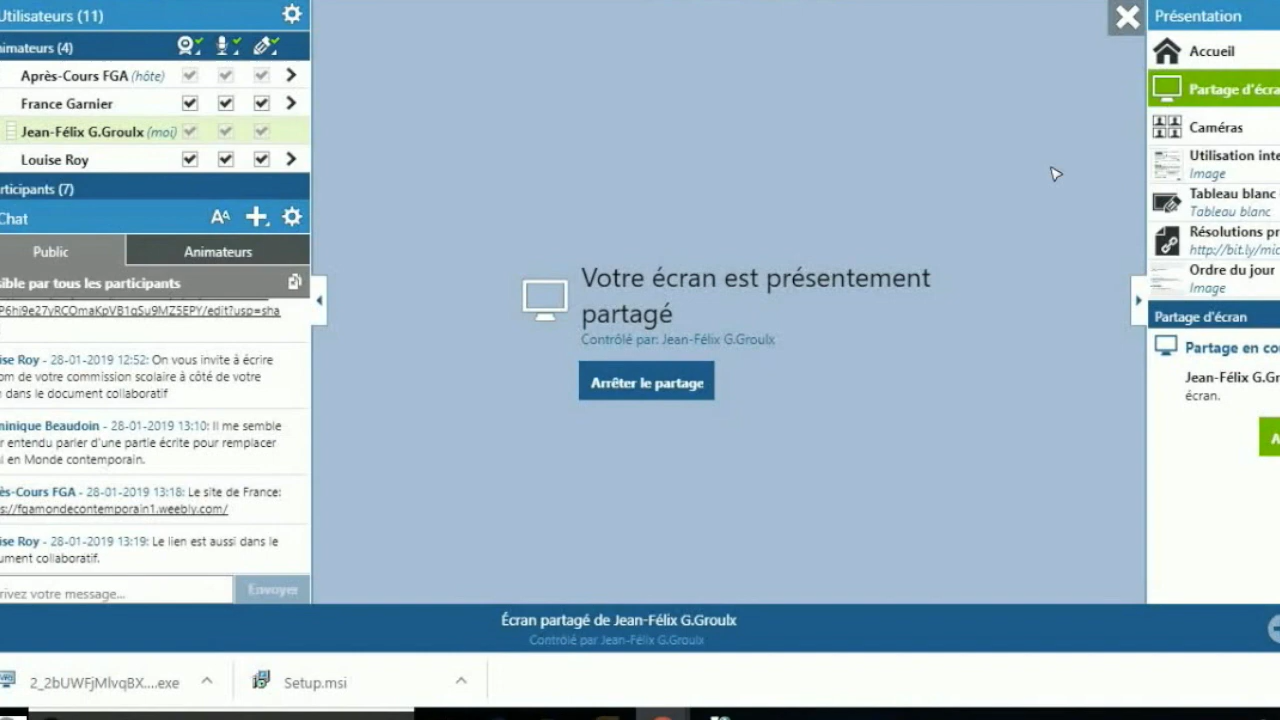 Utilisateurs (11)
nimateurs (4)
Après-Cours FGA (hôte)
France Garnier
Jean-Félix G.Groulx (moi)
Louise Roy
rticipants (7)
Chat
Public
Animateurs
ible par tous les participants
P6hl9e27yRCOmaKpVB1qSu9MZ5EPY/edit?usp=sha
ise Roy - 28-01-2019 12:52: On vous invite à écrire
om de votre commission scolaire à côté de votre
dans le document collaboratif
minique Beaudoin - 28-01-2019 13:10: Il me semble
r entendu parler d'une partie écrite pour remplacer
l en Monde contemporain.
ès-Cours FGA - 28-01-2019 13:18: Le site de France:
s://fgamondecontemporain1.weebly.com/
ise Roy - 28-01-2019 13:19: Le lien est aussi dans le
ument collaboratif.
rivez votre message...
Envoyer
Votre écran est présentement
partagé
Contrôlé par: Jean-Félix G.Groulx
Arrêter le partage
Présentation
Accueil
Partage d'écra
Caméras
Utilisation inte
Image
Tableau blanc
Tableau blanc
Résolutions pr
http://bit.ly/mic
Ordre du jour
Image
Partage d'écran
Partage en co
Jean-Félix G.Gr
écran.
A
Écran partagé de Jean-Félix G.Groulx
Contrôlé par Jean-Félix G.Groulx
2_2bUWFjMlvqBX....exe
Setup.msi